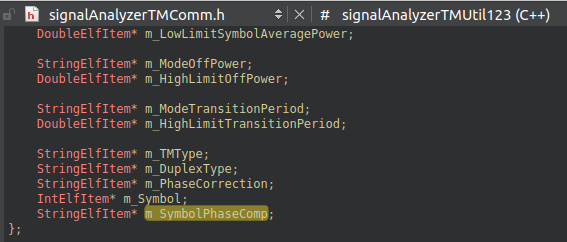 signalAnalyzerTMComm.h # signalAnalyzerTMUtil123 (C++)
DoubleElfItem* m_LowLimitSymbolAveragePower;
StringElfItem* m_ModeOffPower;
DoubleElfItem* m_HighLimitOffPower;
StringElfItem* m_ModeTransitionPeriod;
DoubleElfItem* m_HighLimitTransitionPeriod;
StringElfItem* m_TMType;
StringElfItem* m_DuplexType;
StringElfItem* m_PhaseCorrection;
IntElfItem* m_Symbol;
StringElfItem* m_SymbolPhaseComp;
};